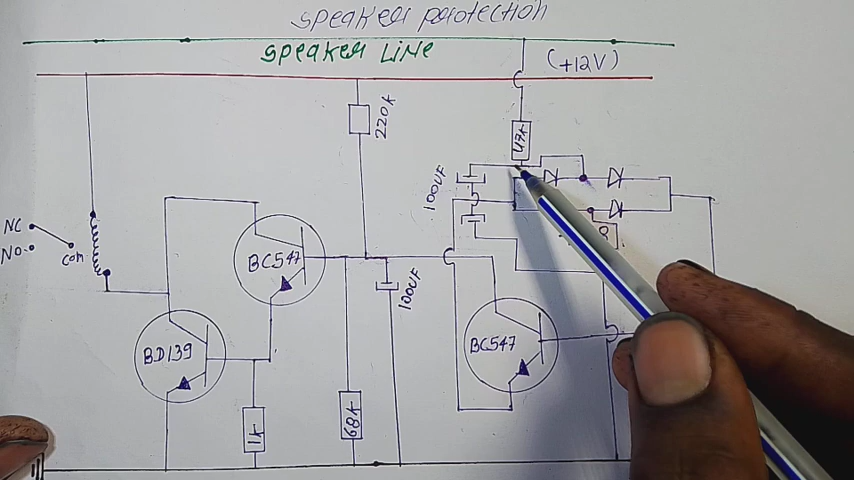 SPEAKER PROTECTION
SPEAKER LINE
(+12V)
220K
47K
100UF
NC
NO
Com
BC547
100UF
BD139
BC547
1K
68K